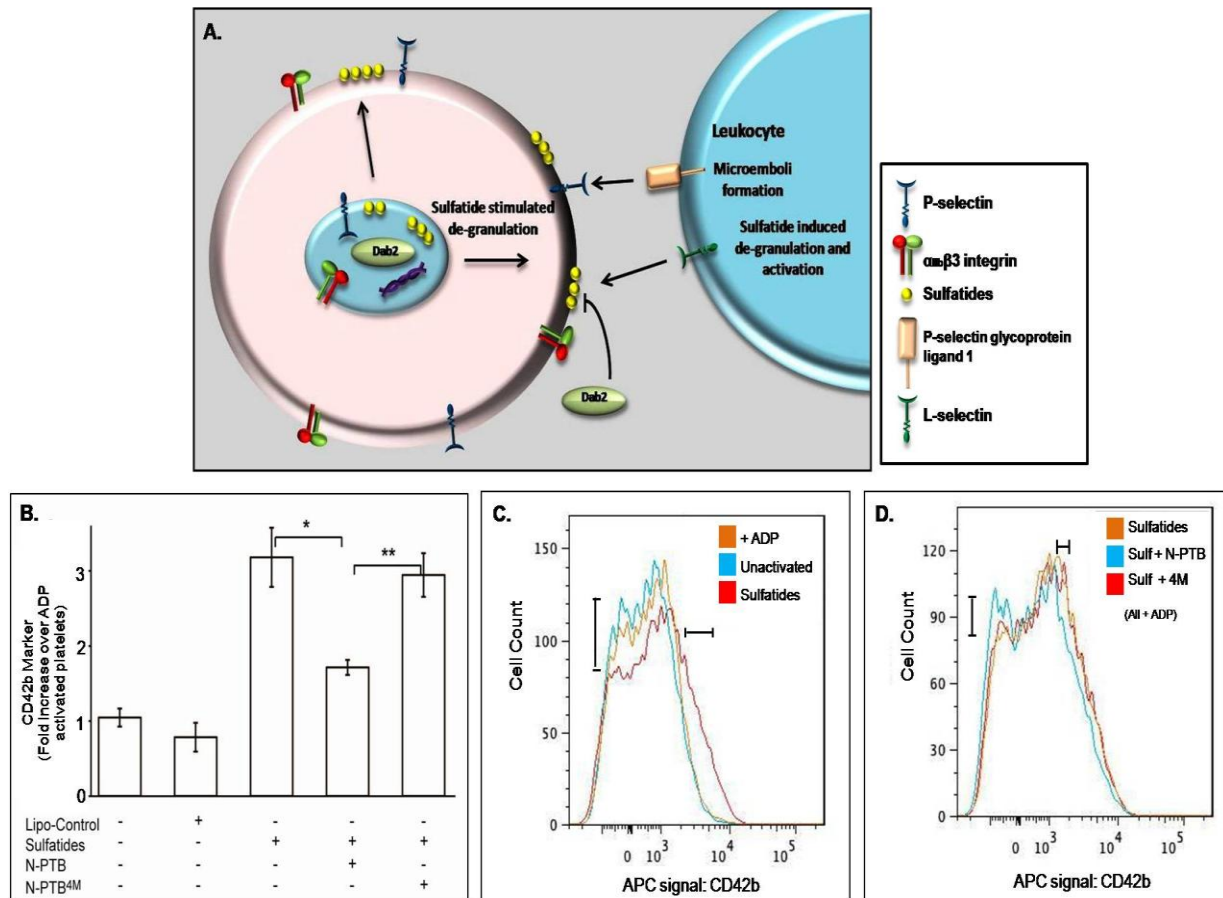 A.
Leukocyte
Microemboli
formation
Sulfatide stimulated
de-granulation
Dab2
Sulfatide induced
de-granulation and
activation
Dab2
P-selectin
αIIbβ3 integrin
Sulfatides
P-selectin glycoprotein
ligand 1
L-selectin
B.
CD42b Marker
(Fold Increase over ADP
activated platelets)
3
2
1
0
*
**
Lipo-Control - + - - -
Sulfatides - - + + +
N-PTB - - - + -
N-PTB4M - - - - +
C.
+ ADP
Unactivated
Sulfatides
Cell Count
150
100
50
0
0 10³ 10⁴ 10⁵
APC signal: CD42b
D.
Sulfatides
Sulf + N-PTB
Sulf + 4M
(All + ADP)
Cell Count
120
90
60
30
0
0 10³ 10⁴ 10⁵
APC signal: CD42b